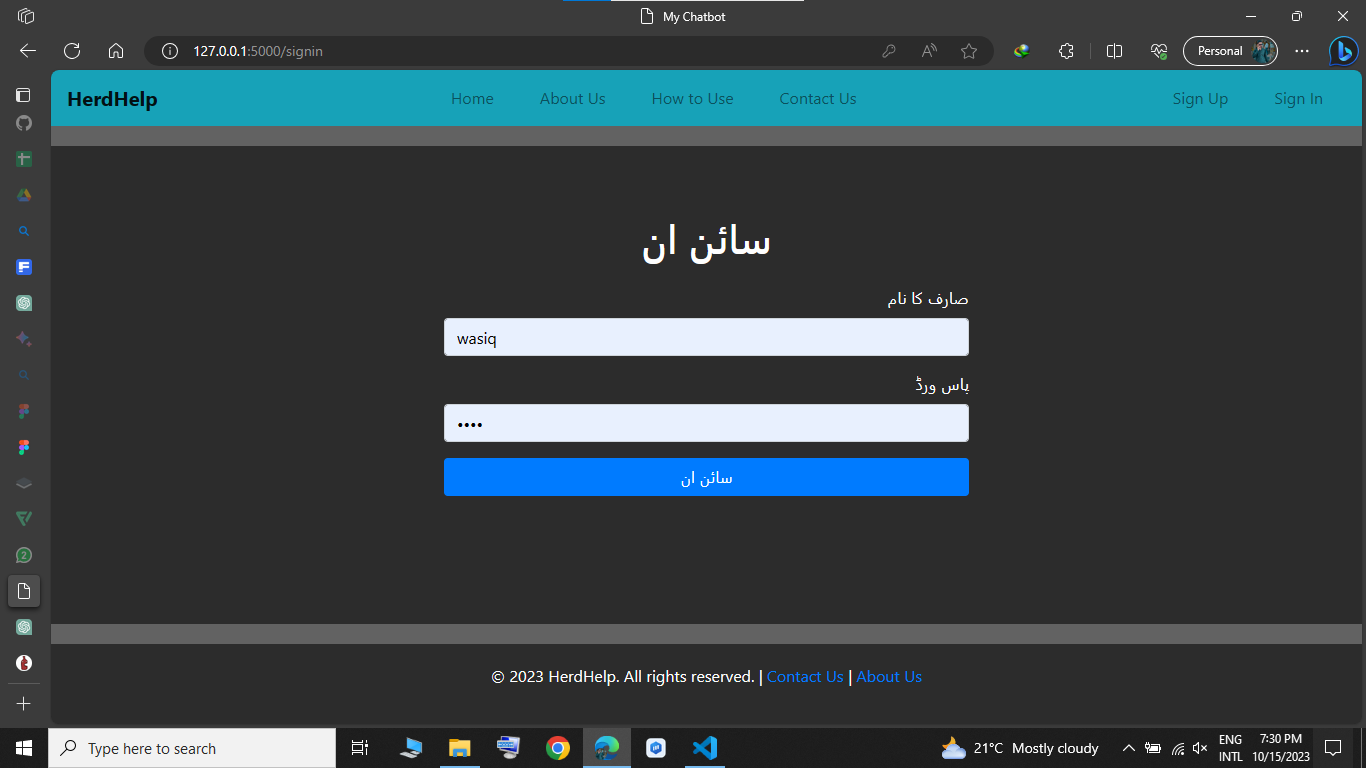 My Chatbot
127.0.0.1:5000/signin
Personal
HerdHelp
Home
About Us
How to Use
Contact Us
Sign Up
Sign In
سائن ان
صارف کا نام
wasiq
پاس ورڈ
••••
سائن ان
2
© 2023 HerdHelp. All rights reserved. | Contact Us | About Us
Type here to search
21°C Mostly cloudy
ENG
INTL
7:30 PM
10/15/2023